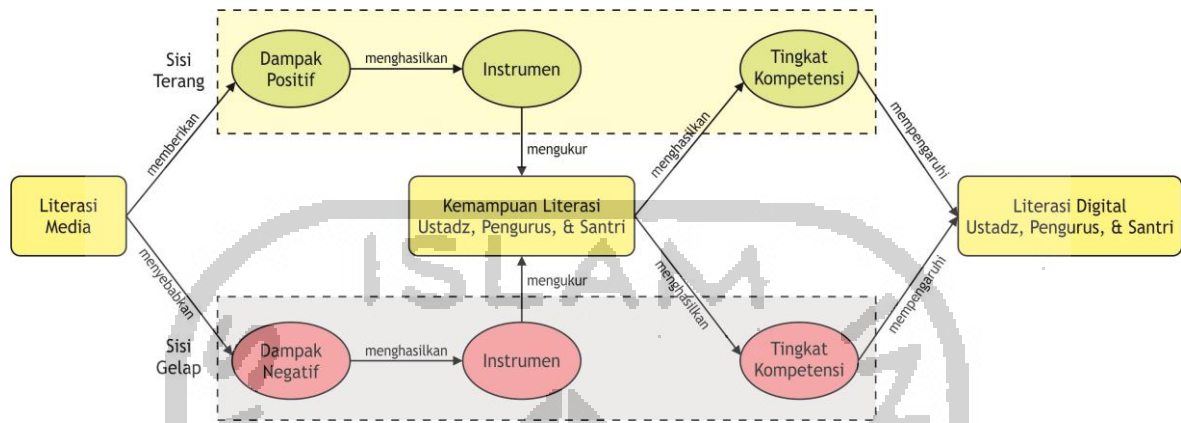 Sisi
Terang
Dampak
Positif
menghasilkan
Instrumen
Tingkat
Kompetensi
memberikan
mengukur
menghasilkan
mempengaruhi
Literasi
Media
Kemampuan Literasi
Ustadz, Pengurus, & Santri
Literasi Digital
Ustadz, Pengurus, & Santri
ISLAM
menyebabkan
mengukur
menghasilkan
mempengaruhi
Sisi
Gelap
Dampak
Negatif
menghasilkan
Instrumen
Tingkat
Kompetensi